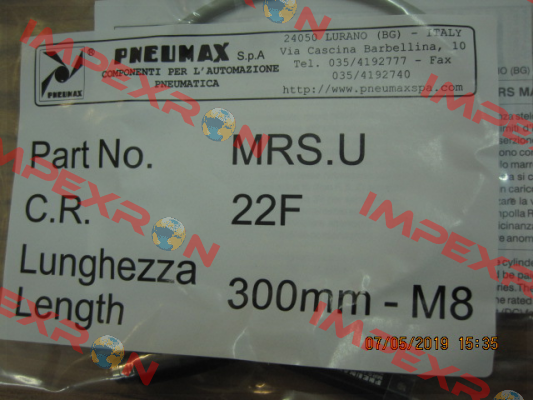 PNEUMAX S.p.A
24050 LURANO (BG) - ITALY
Via Cascina Barbellina, 10
Tel. 035/4192777 - Fax
035/4192740
http://www.pneumaxspa.com
COMPONENTI PER L'AUTOMAZIONE
PNEUMATICA
PNEUMAX
Part No. MRS.U
C.R. 22F
Lunghezza
Length 300mm - M8
07/05/2019 15:35
IMPEXRON